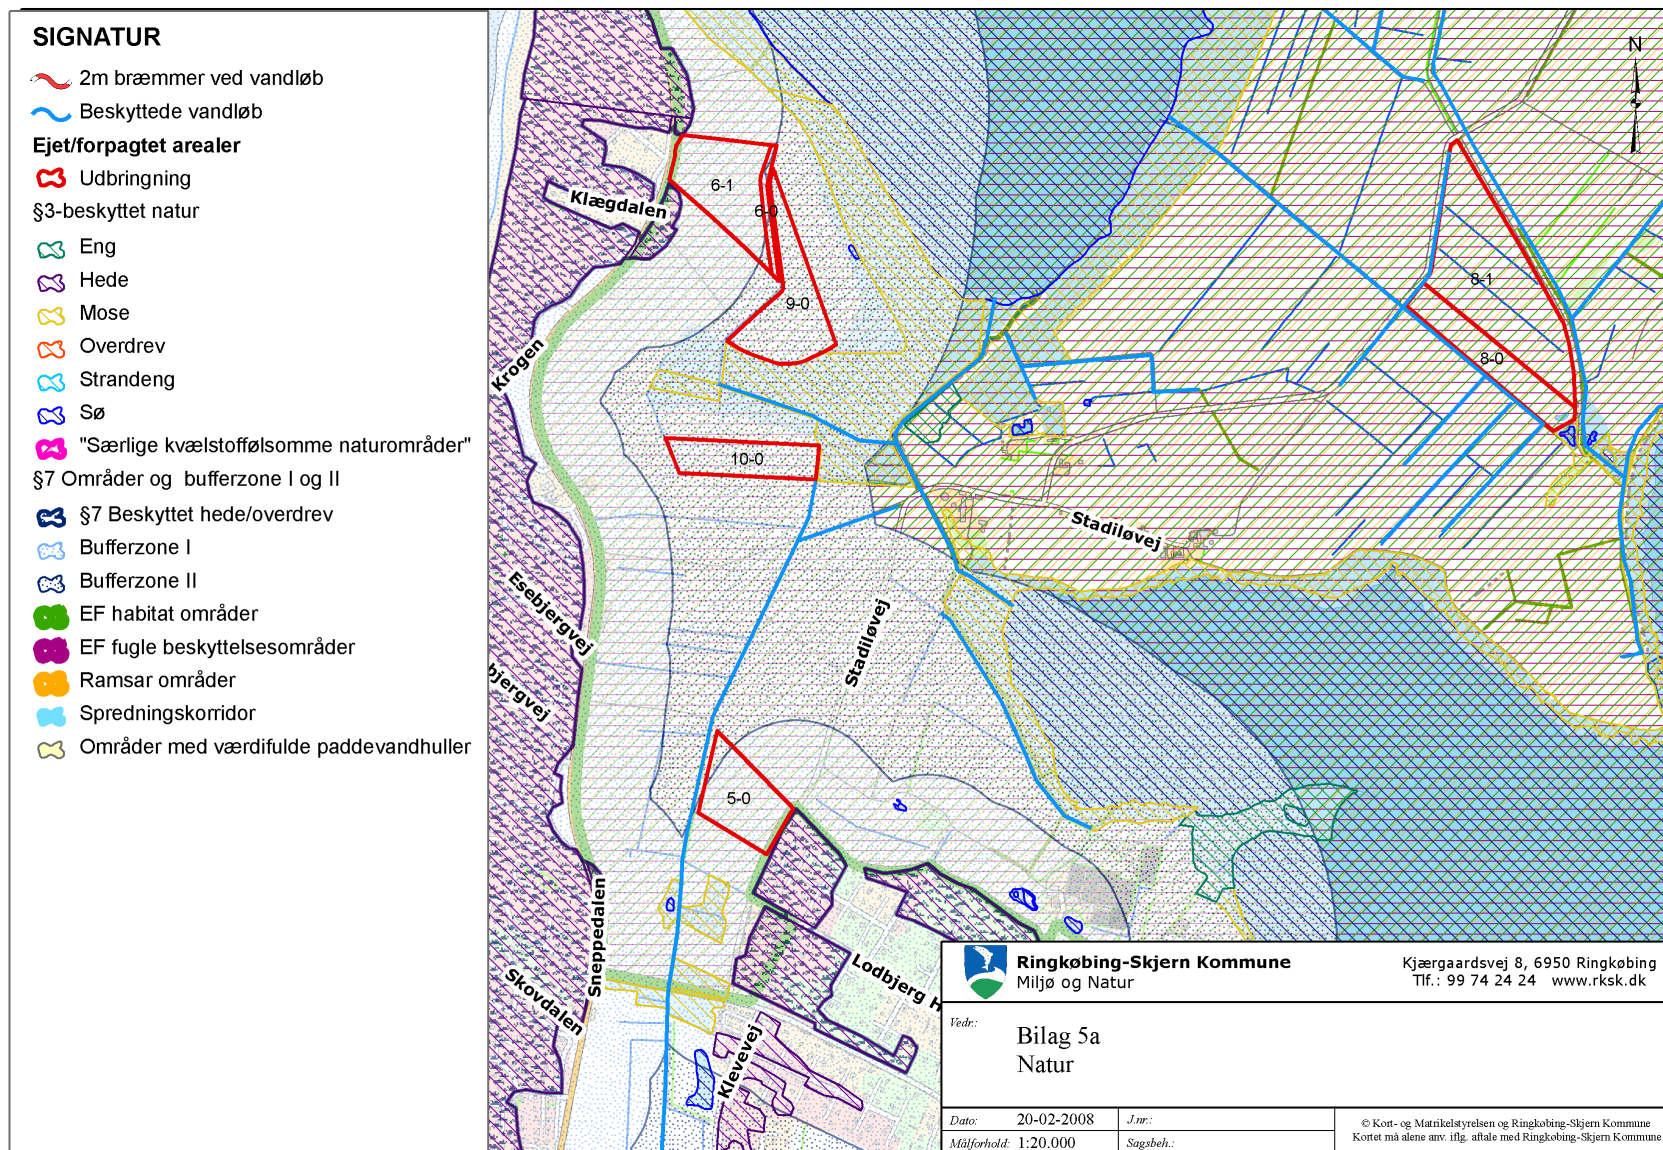 SIGNATUR
2m bræmmer ved vandløb
Beskyttede vandløb
Ejet/forpagtet arealer
Udbringning
§3-beskyttet natur
Eng
Hede
Mose
Overdrev
Strandeng
Sø
"Særlige kvælstoffølsomme naturområder"
§7 Områder og bufferzone I og II
§7 Beskyttet hede/overdrev
Bufferzone I
Bufferzone II
EF habitat områder
EF fugle beskyttelsesområder
Ramsar områder
Spredningskorridor
Områder med værdifulde paddevandhuller
N
6-1
Klægdalen
6-0
9-0
8-1
Krogen
8-0
10-0
Stadiløvej
Esebjergvej
Stadiløvej
bjergvej
5-0
Sneppedalen
Skovdalen
Lodbjerg H
Klevevej
Ringkøbing-Skjern Kommune
Miljø og Natur
Kjærgaardsvej 8, 6950 Ringkøbing
Tlf.: 99 74 24 24 www.rksk.dk
Vedr.:
Bilag 5a
Natur
Dato: 20-02-2008
J.nr.:
Målforhold: 1:20.000
Sagsbeh.:
© Kort- og Matrikelstyrelsen og Ringkøbing-Skjern Kommune
Kortet må alene anv. iflg. aftale med Ringkøbing-Skjern Kommune